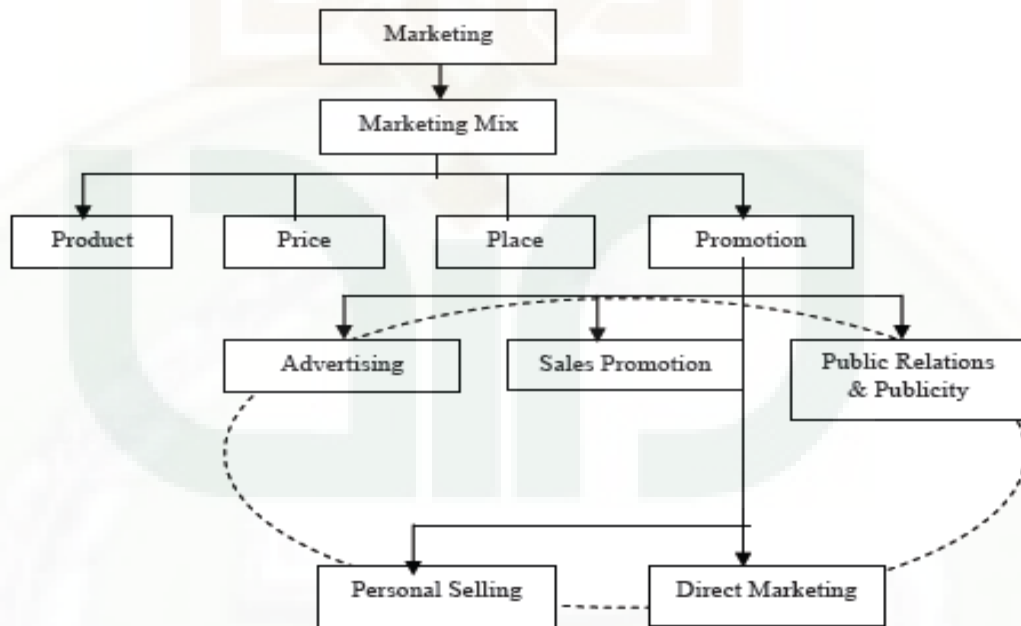 Marketing
Marketing Mix
Product
Price
Place
Promotion
Advertising
Sales Promotion
Public Relations
& Publicity
Personal Selling
Direct Marketing